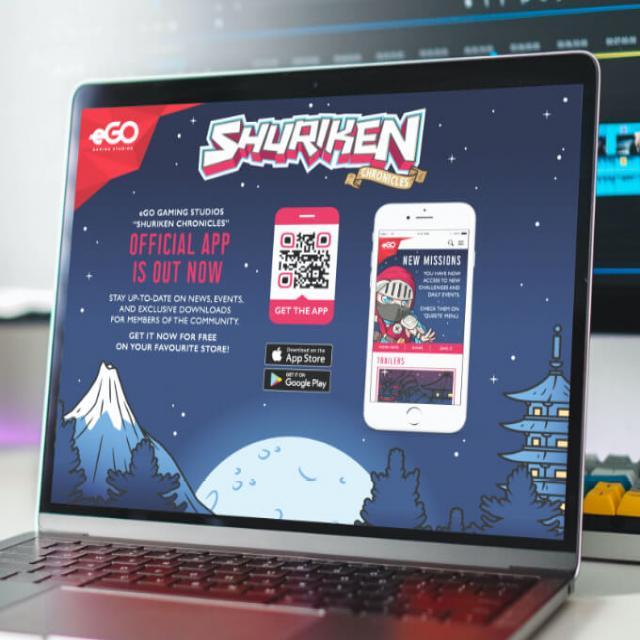 eGO
GAMING STUDIOS
SHURIKEN
CHRONICLES
eGO GAMING STUDIOS
"SHURIKEN CHRONICLES"
OFFICIAL APP
IS OUT NOW
STAY UP-TO-DATE ON NEWS, EVENTS,
AND EXCLUSIVE DOWNLOADS
FOR MEMBERS OF THE COMMUNITY.
GET IT NOW FOR FREE
ON YOUR FAVOURITE STORE!
GET THE APP
Download on the
App Store
GET IT ON
Google Play
eGO
NEW MISSIONS
YOU HAVE NOW
ACCESS TO NEW
CHALLENGES AND
DAILY EVENTS.
CHECK THEM ON
TRAILERS